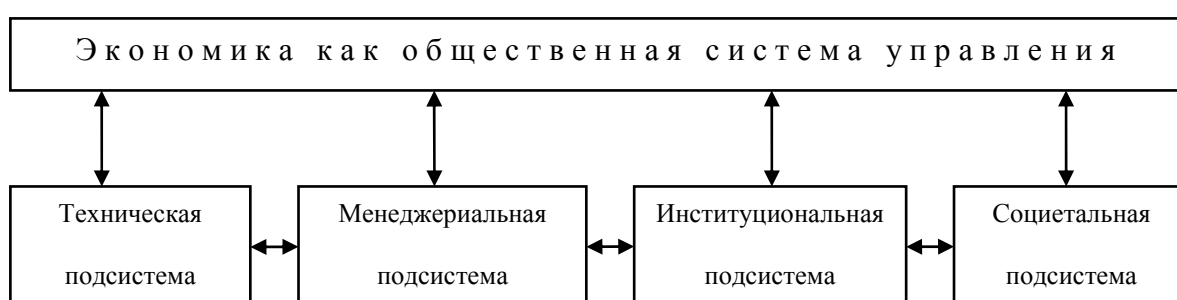 Экономика как общественная система управления
Техническая
подсистема
Менеджериальная
подсистема
Институциональная
подсистема
Социетальная
подсистема